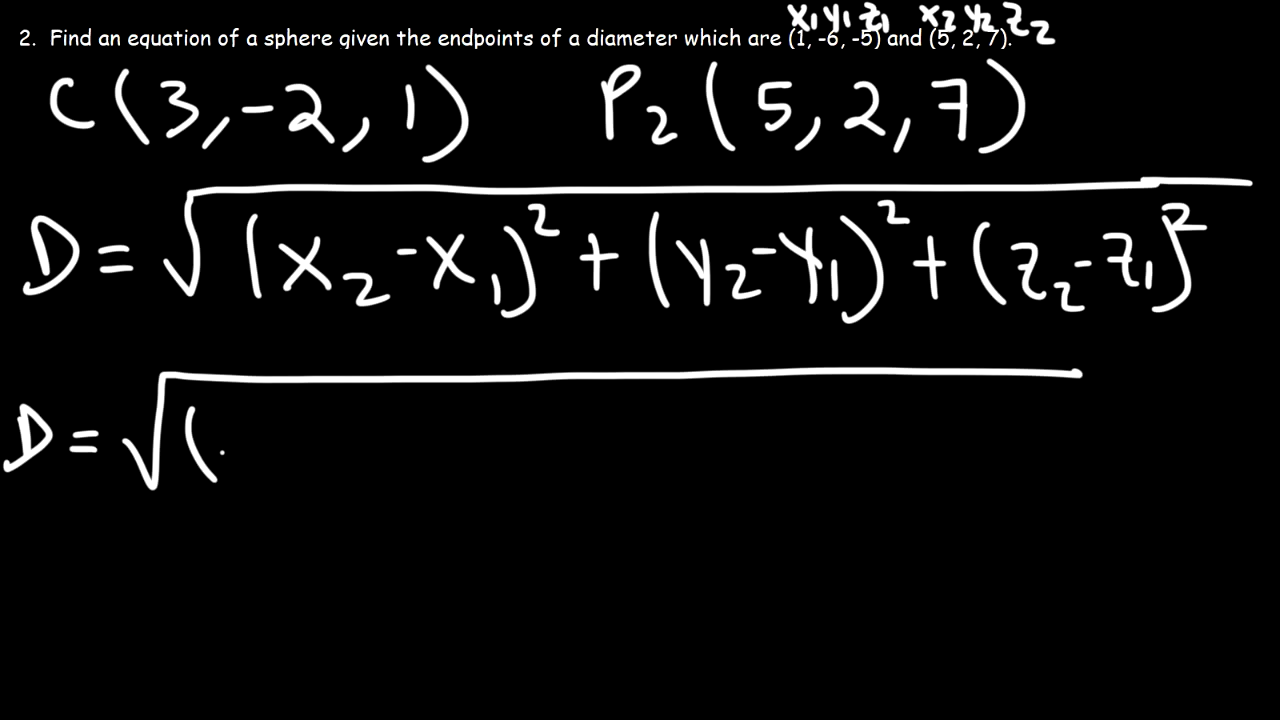 x₁ y₁ z₁ x₂ y₂ z₂
2. Find an equation of a sphere given the endpoints of a diameter which are (1, -6, -5) and (5, 2, 7).
C(3,-2,1) P₂(5,2,7)
D=√(x₂-x₁)²+(y₂-y₁)²+(z₂-z₁)²
D=√(